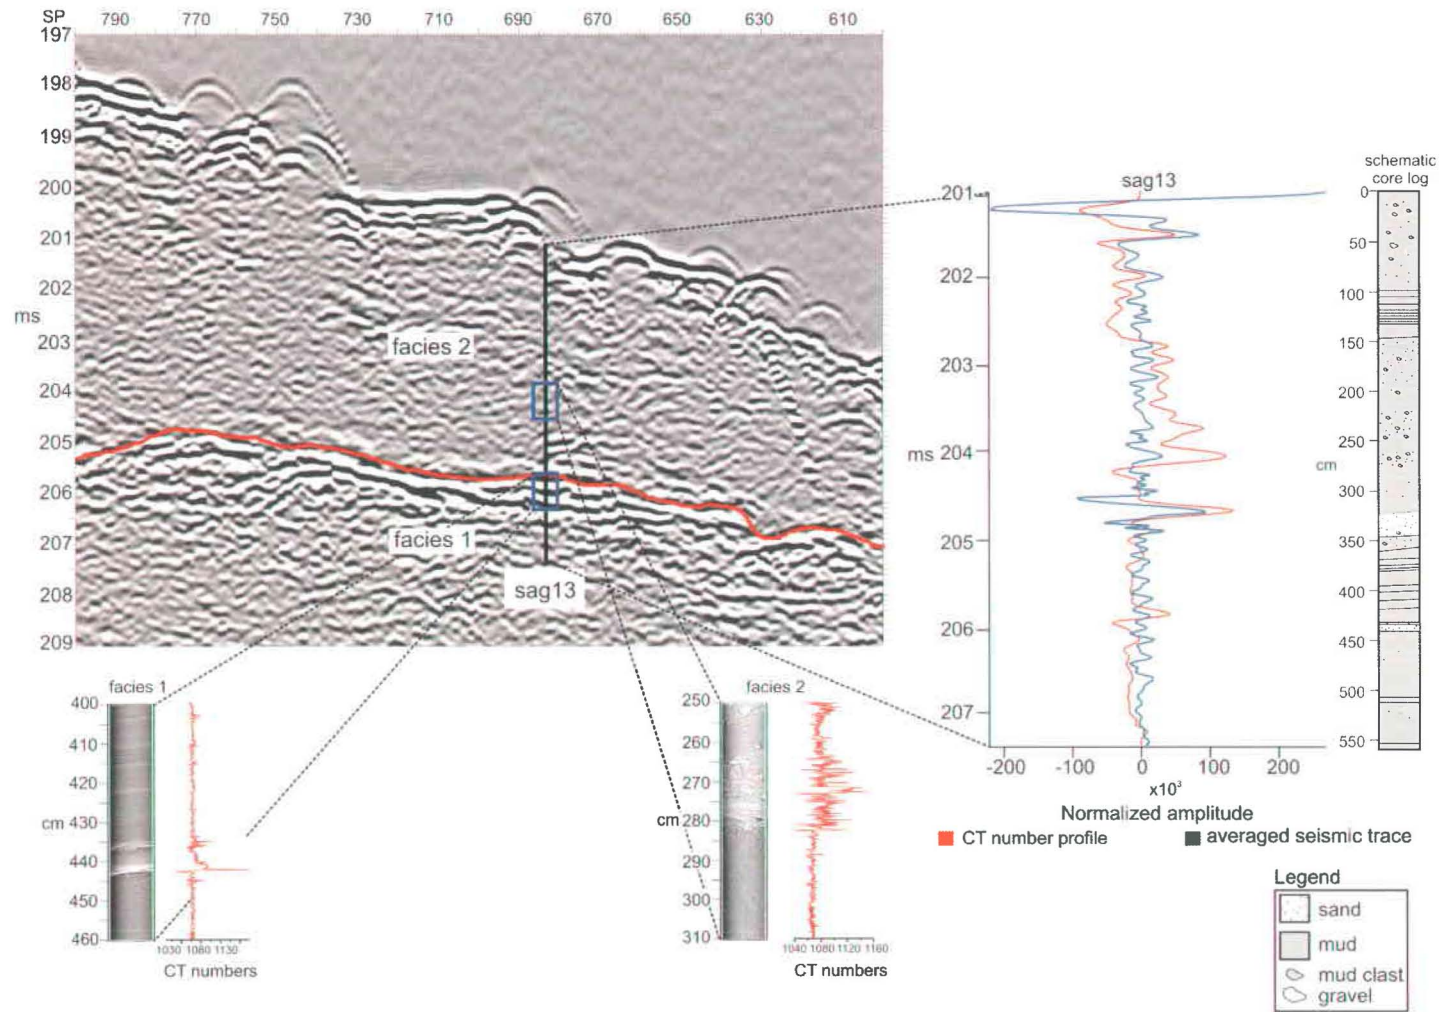 SP 790 770 750 730 710 690 670 650 630 610
197
198
199
200
201
202
ms
203
204
205
206
207
208
209
facies 2
facies 1
sag13
schematic
core log
sag13
201
202
203
ms 204
205
206
207
-200 -100 0 100 200
x10³
Normalized amplitude
CT number profile
averaged seismic trace
0
50
100
150
200
250
cm
300
350
400
450
500
550
facies 1
400
410
420
cm 430
440
450
460
1030 1080 1130
CT numbers
facies 2
250
260
270
cm 280
290
300
310
1040 1080 1120 1160
CT numbers
Legend
sand
mud
mud clast
gravel